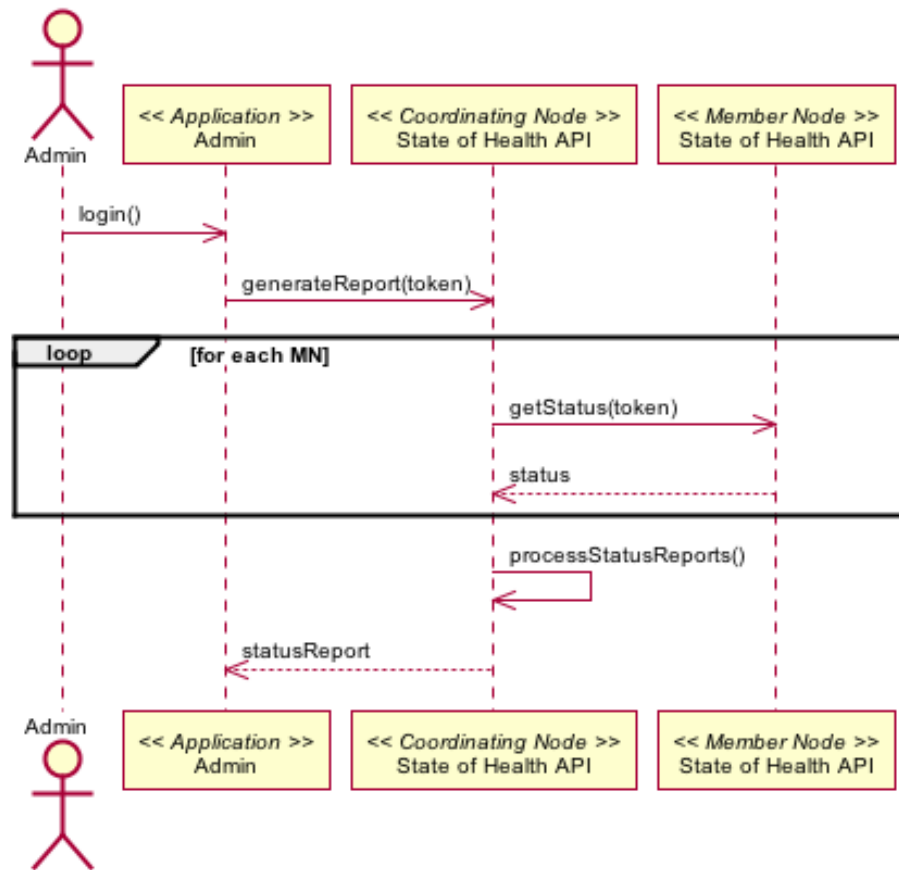 Admin
<< Application >>
Admin
<< Coordinating Node >>
State of Health API
<< Member Node >>
State of Health API
login()
generateReport(token)
loop
[for each MN]
getStatus(token)
status
processStatusReports()
statusReport
Admin
<< Application >>
Admin
<< Coordinating Node >>
State of Health API
<< Member Node >>
State of Health API